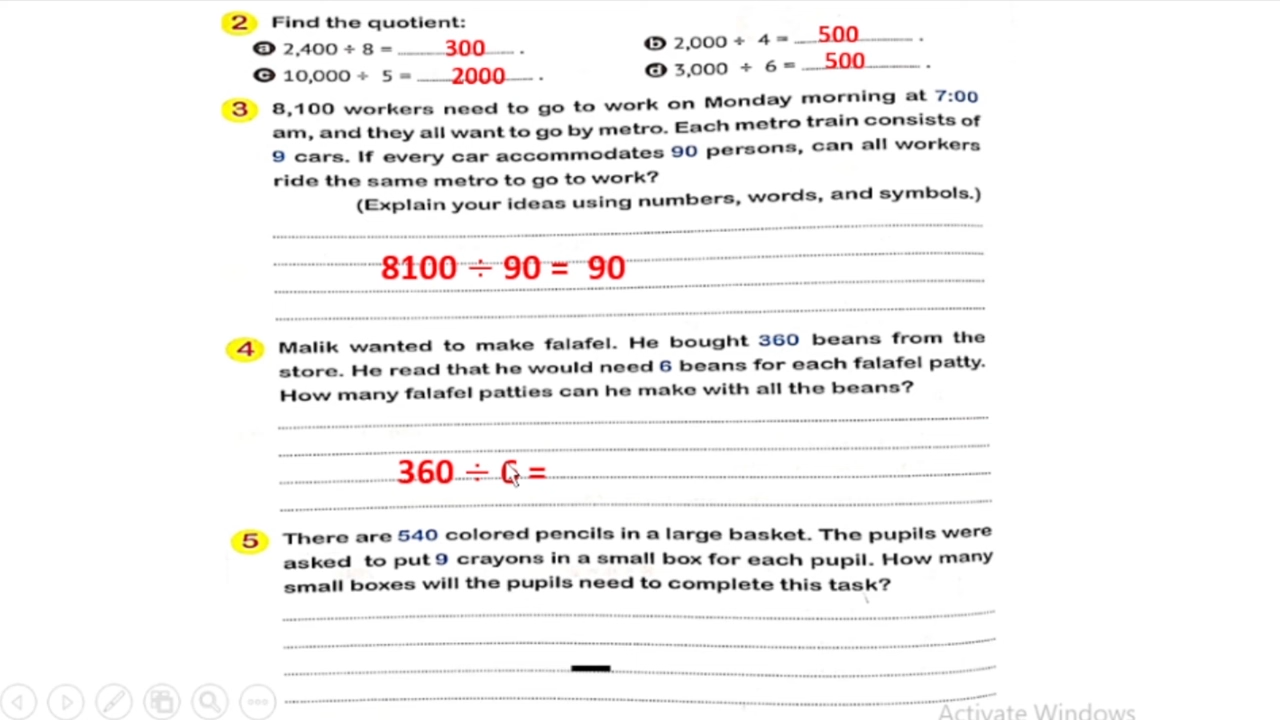 2 Find the quotient:
a 2,400 ÷ 8 = 300 .
b 2,000 ÷ 4 = 500 .
c 10,000 ÷ 5 = 2000 .
d 3,000 ÷ 6 = 500 .
3 8,100 workers need to go to work on Monday morning at 7:00
am, and they all want to go by metro. Each metro train consists of
9 cars. If every car accommodates 90 persons, can all workers
ride the same metro to go to work?
(Explain your ideas using numbers, words, and symbols.)
8100 ÷ 90 = 90
4 Malik wanted to make falafel. He bought 360 beans from the
store. He read that he would need 6 beans for each falafel patty.
How many falafel patties can he make with all the beans?
360 ÷ 6 =
5 There are 540 colored pencils in a large basket. The pupils were
asked to put 9 crayons in a small box for each pupil. How many
small boxes will the pupils need to complete this task?
Activate Windows